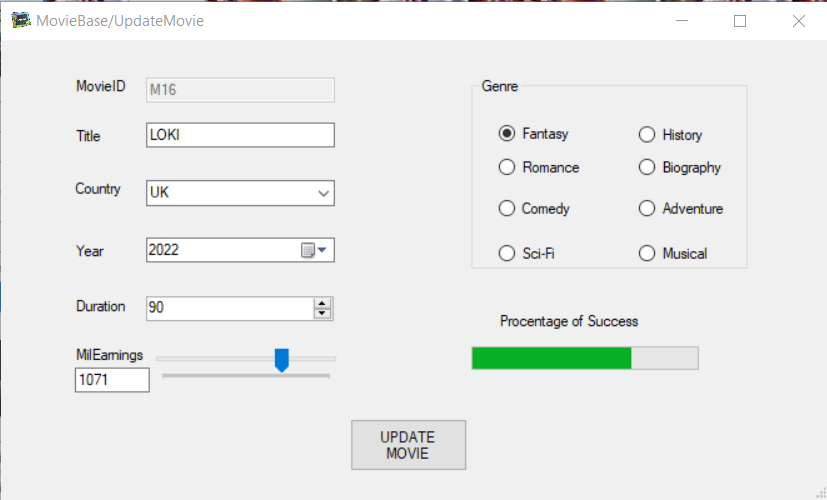 MovieBase/UpdateMovie
MovieID
M16
Title
LOKI
Country
UK
Year
2022
Duration
90
MilEarnings
1071
Genre
Fantasy
History
Romance
Biography
Comedy
Adventure
Sci-Fi
Musical
Procentage of Success
UPDATE
MOVIE